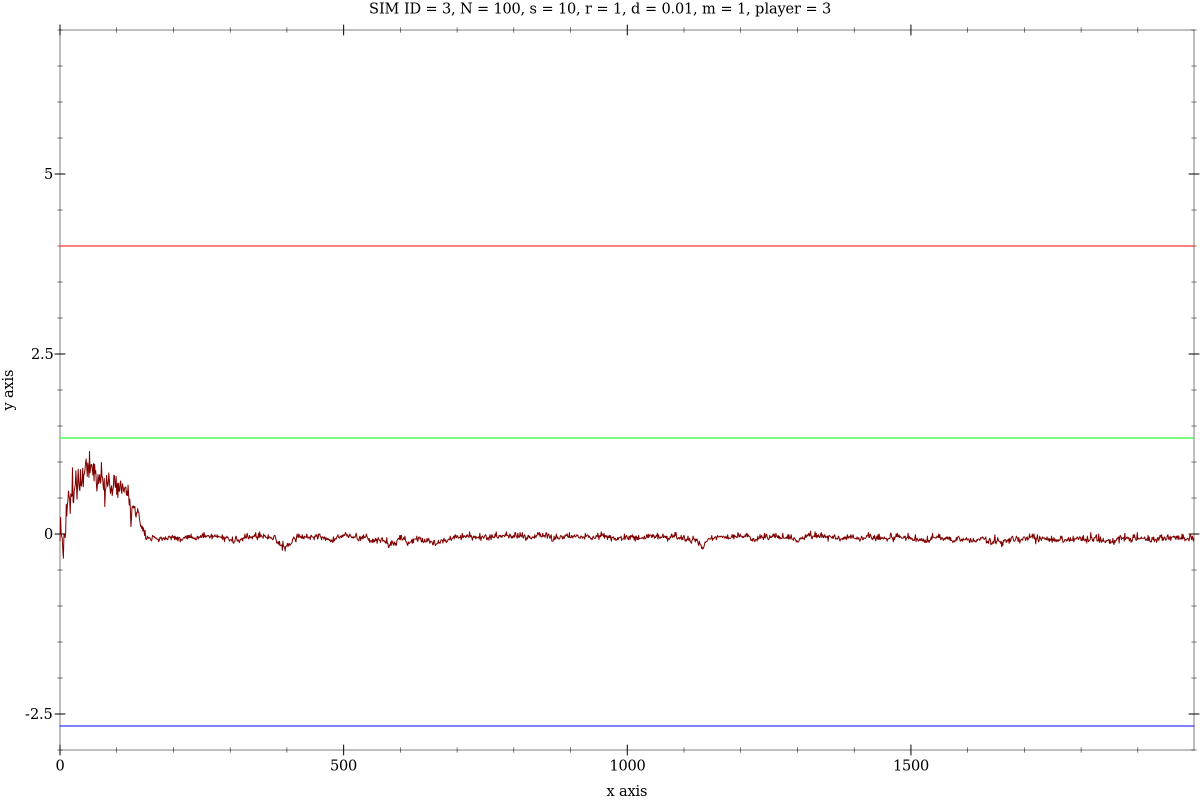 SIM ID = 3, N = 100, s = 10, r = 1, d = 0.01, m = 1, player = 3
5
2.5
y axis
0
-2.5
0 500 1000 1500
x axis